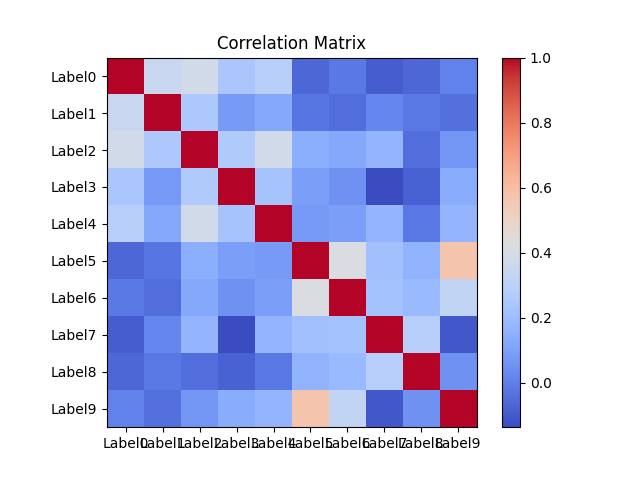 Correlation Matrix
Label0
Label1
Label2
Label3
Label4
Label5
Label6
Label7
Label8
Label9
Label0 Label1 Label2 Label3 Label4 Label5 Label6 Label7 Label8 Label9
1.0
0.8
0.6
0.4
0.2
0.0